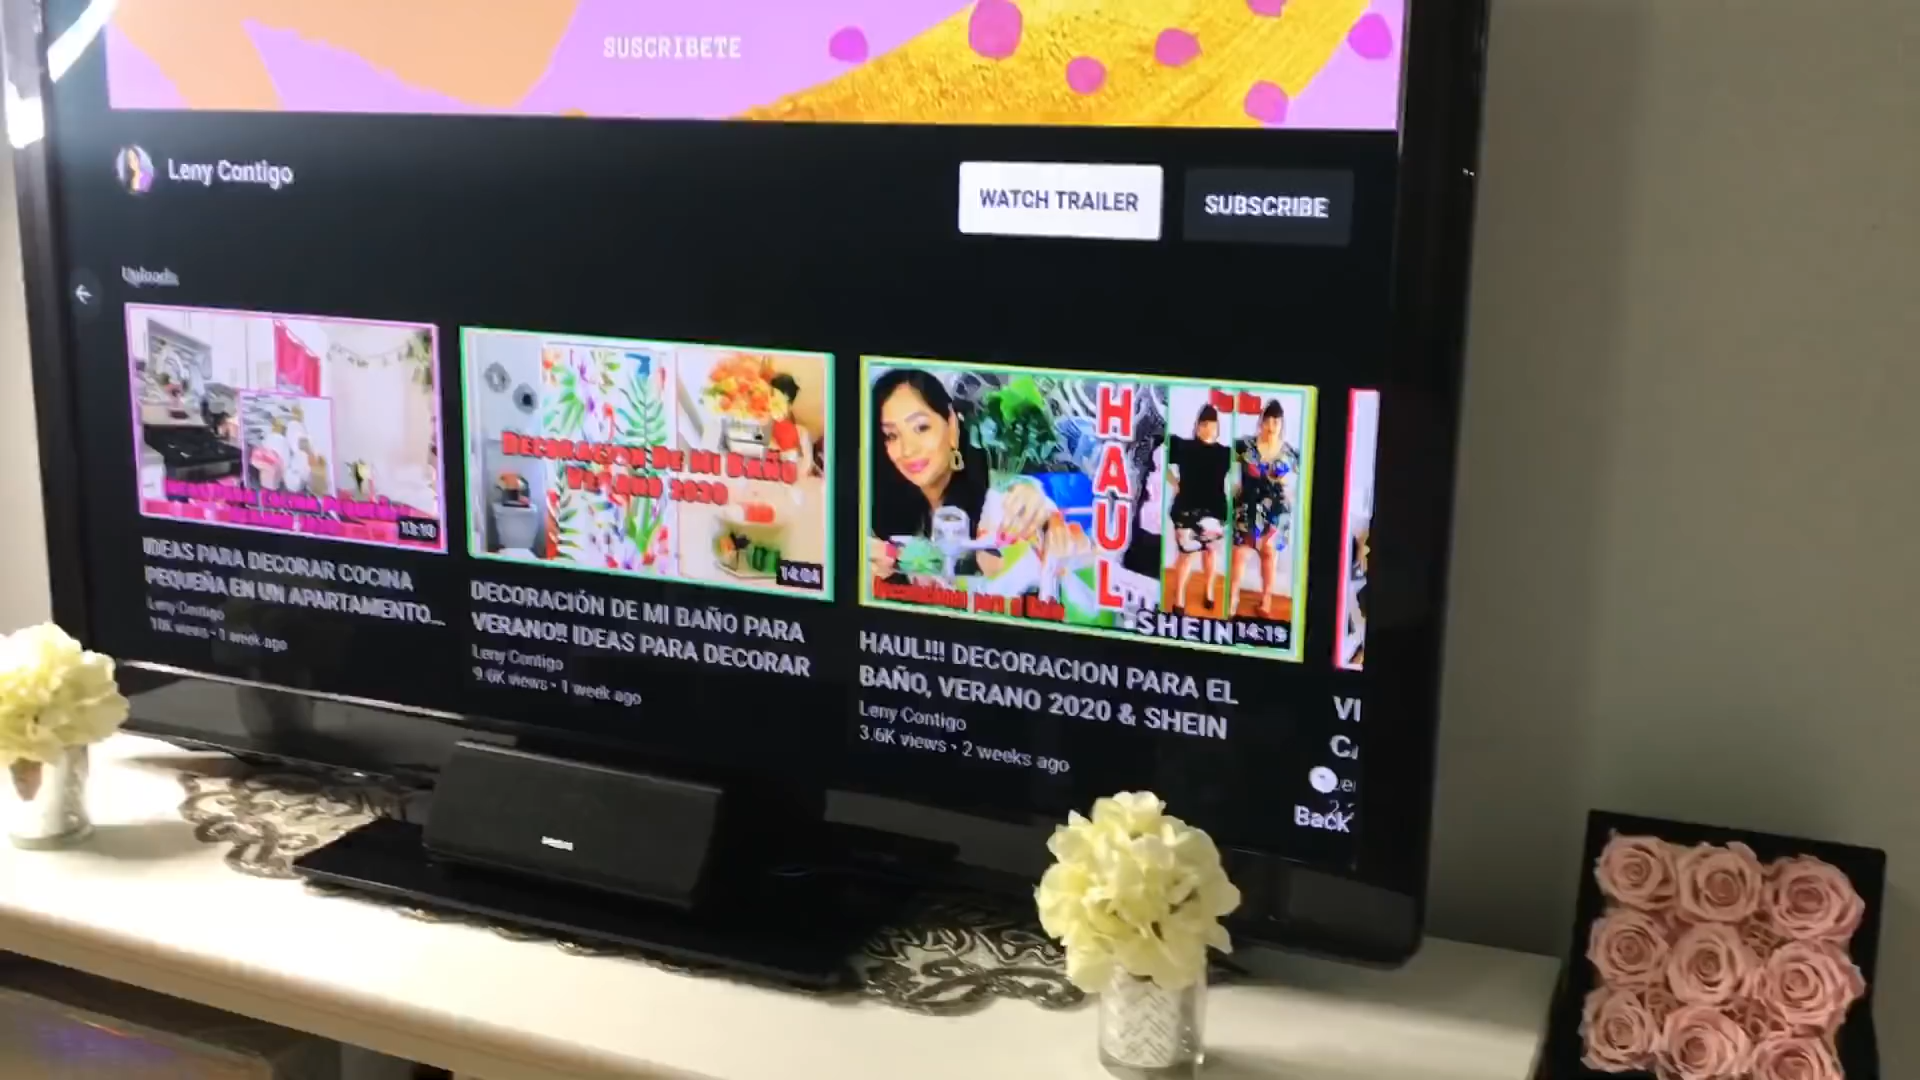 SUSCRIBETE
Leny Contigo
WATCH TRAILER
SUBSCRIBE
Uploads
13:13
DECORACION DE MI BAÑO
VERANO 2020
14:04
HAUL
SHEIN
14:19
IDEAS PARA DECORAR COCINA
PEQUEÑA EN UN APARTAMENTO...
Leny Contigo
10K views • 1 week ago
DECORACIÓN DE MI BAÑO PARA
VERANO!! IDEAS PARA DECORAR
Leny Contigo
9.6K views • 1 week ago
HAUL!!! DECORACION PARA EL
BAÑO, VERANO 2020 & SHEIN
Leny Contigo
3.6K views • 2 weeks ago
Back